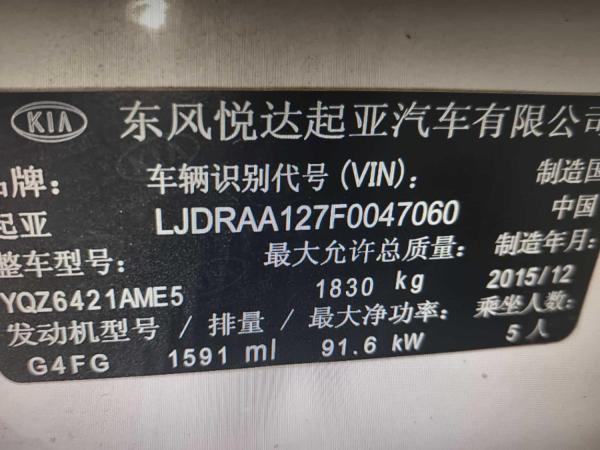 KIA 东风悦达起亚汽车有限公司
品牌: 车辆识别代号(VIN): 制造国
起亚 LJDRAA127F0047060 中国
整车型号: 最大允许总质量: 制造年月:
YQZ6421AME5 1830 kg 2015/12
发动机型号 / 排量 / 最大净功率: 乘坐人数:
G4FG 1591 ml 91.6 kW 5 人